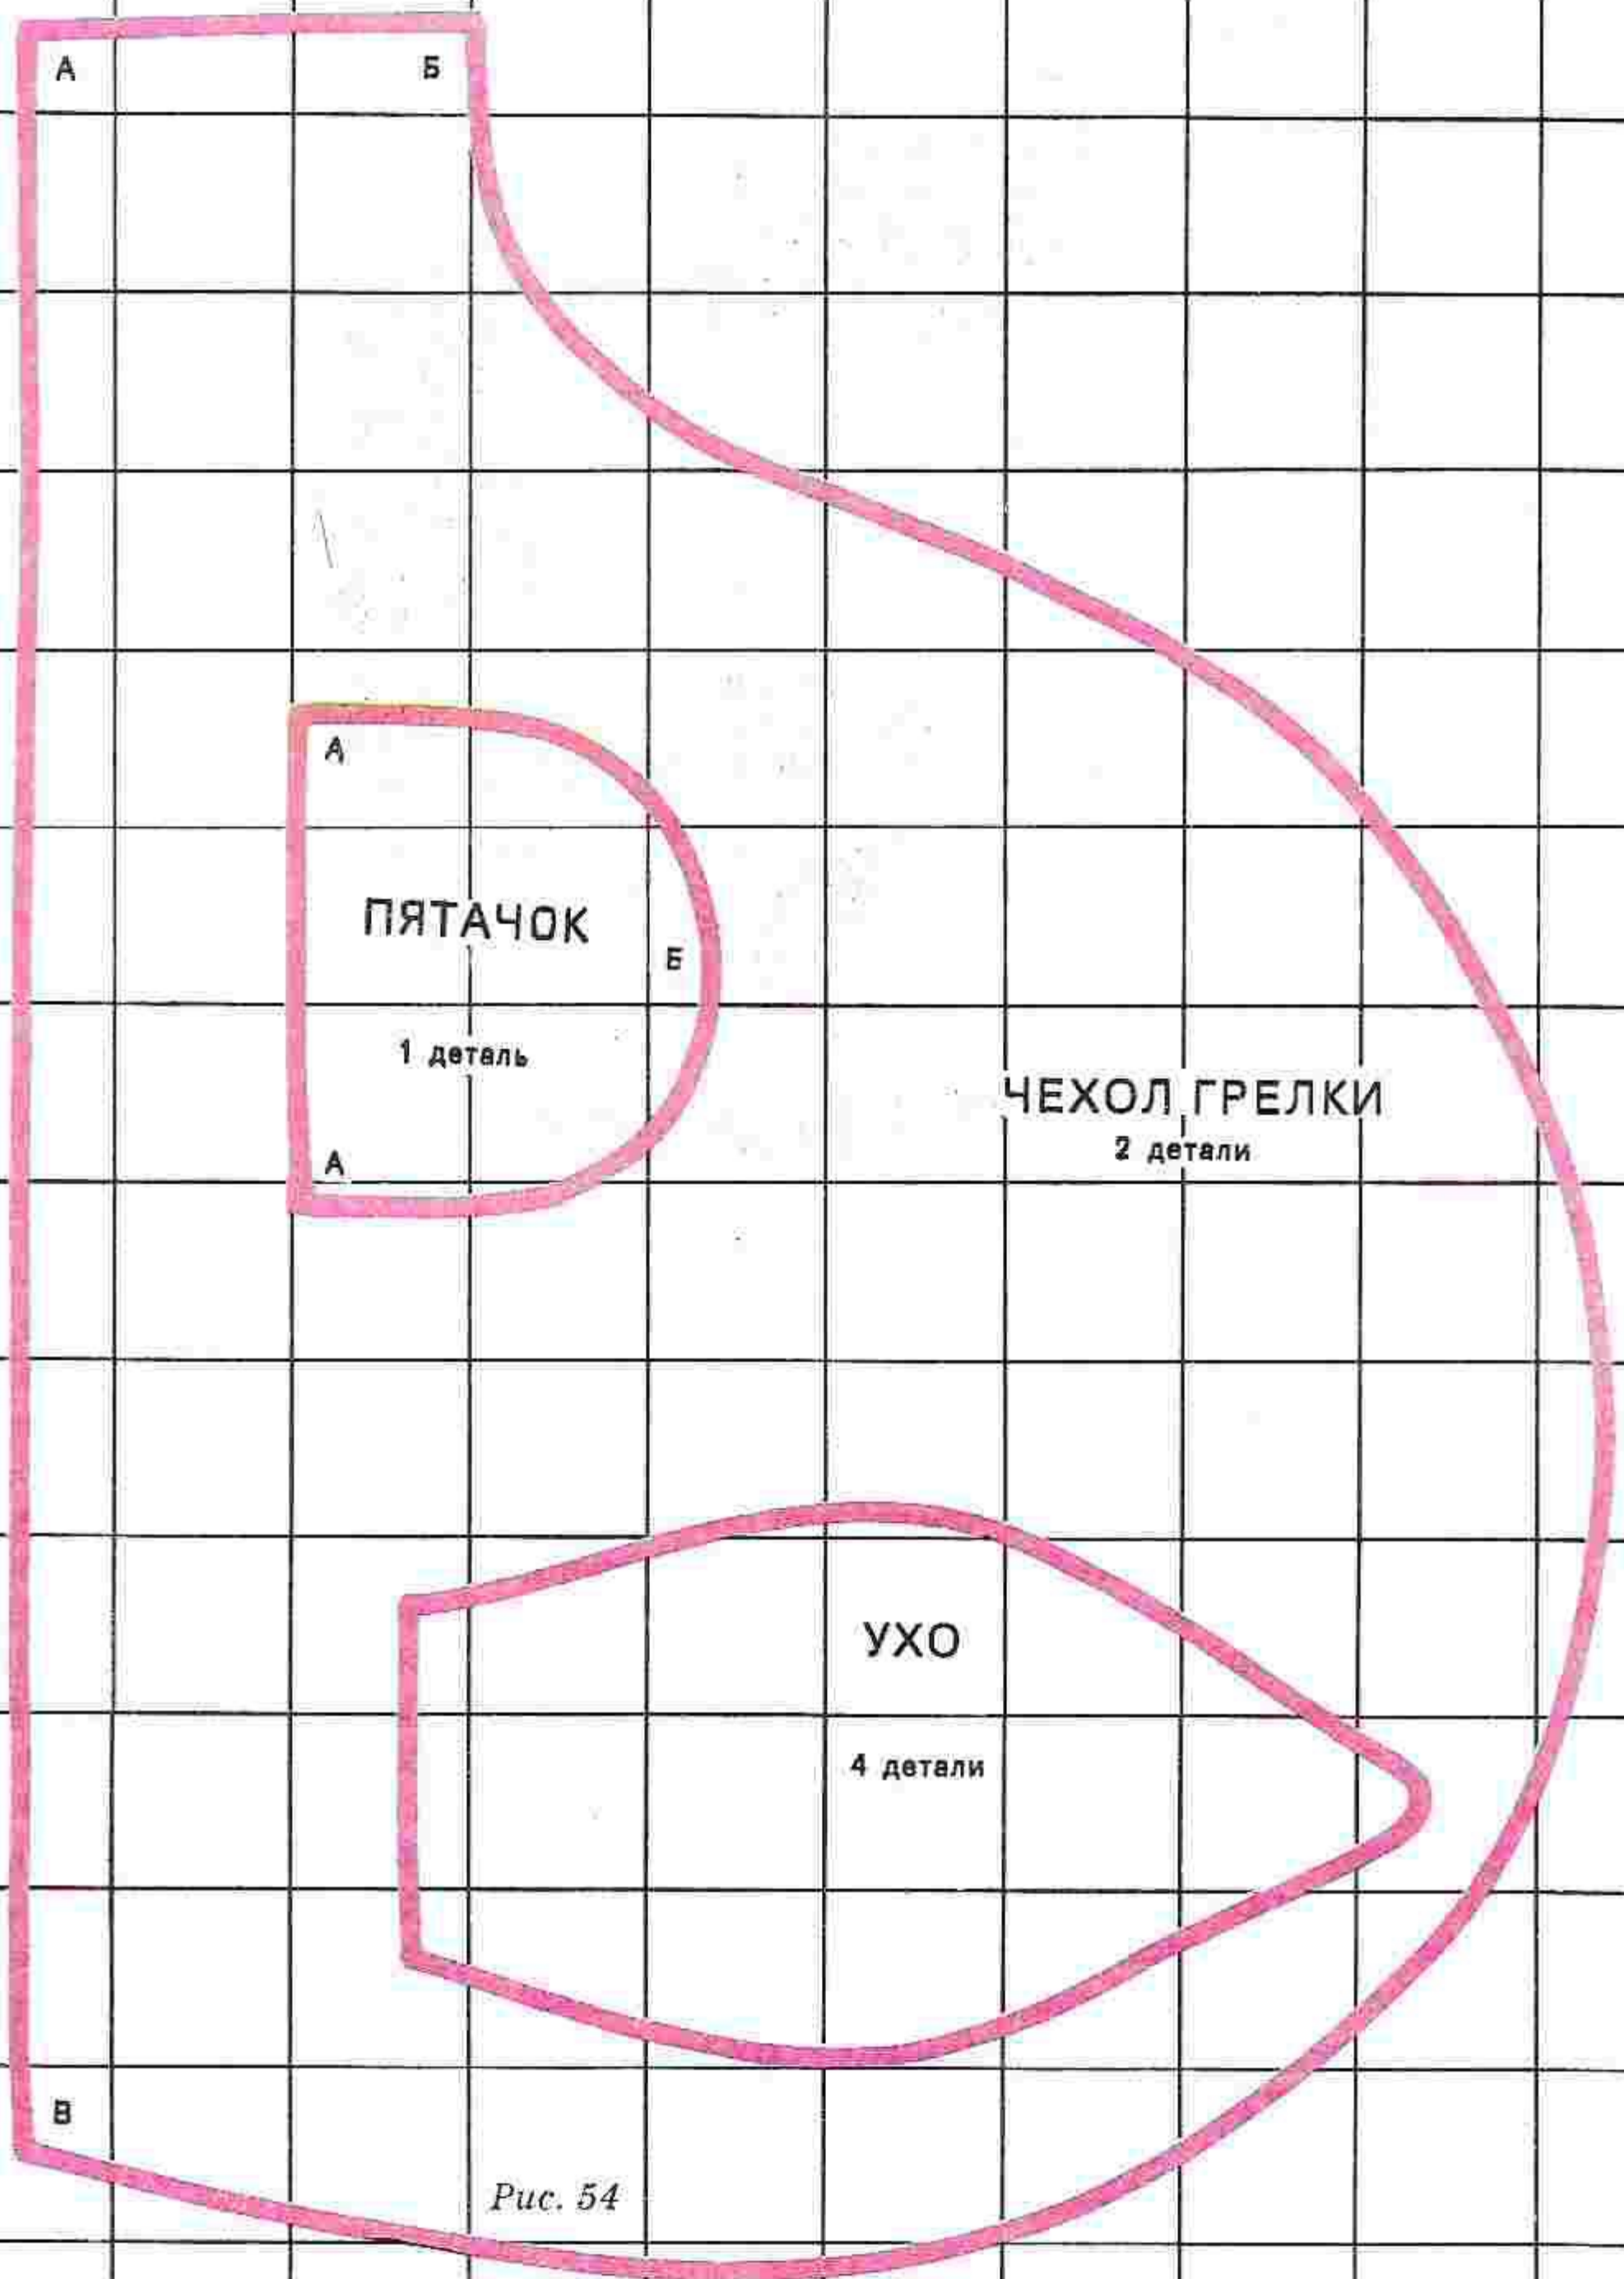 А Б
А
ПЯТАЧОК
Б
1 деталь
ЧЕХОЛ ГРЕЛКИ
2 детали
А
УХО
4 детали
В
Рис. 54